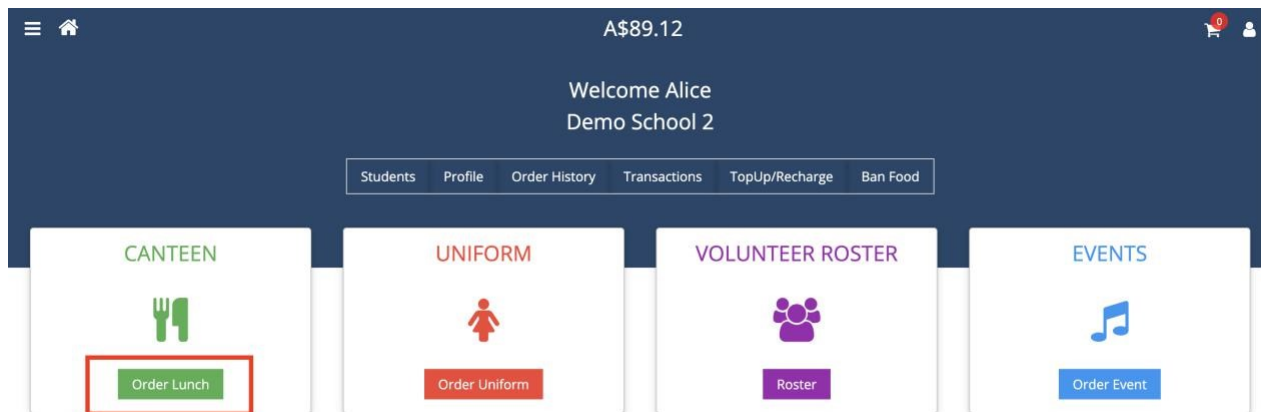 A$89.12
0
Welcome Alice
Demo School 2
Students Profile Order History Transactions TopUp/Recharge Ban Food
CANTEEN UNIFORM VOLUNTEER ROSTER EVENTS
Order Lunch Order Uniform Roster Order Event